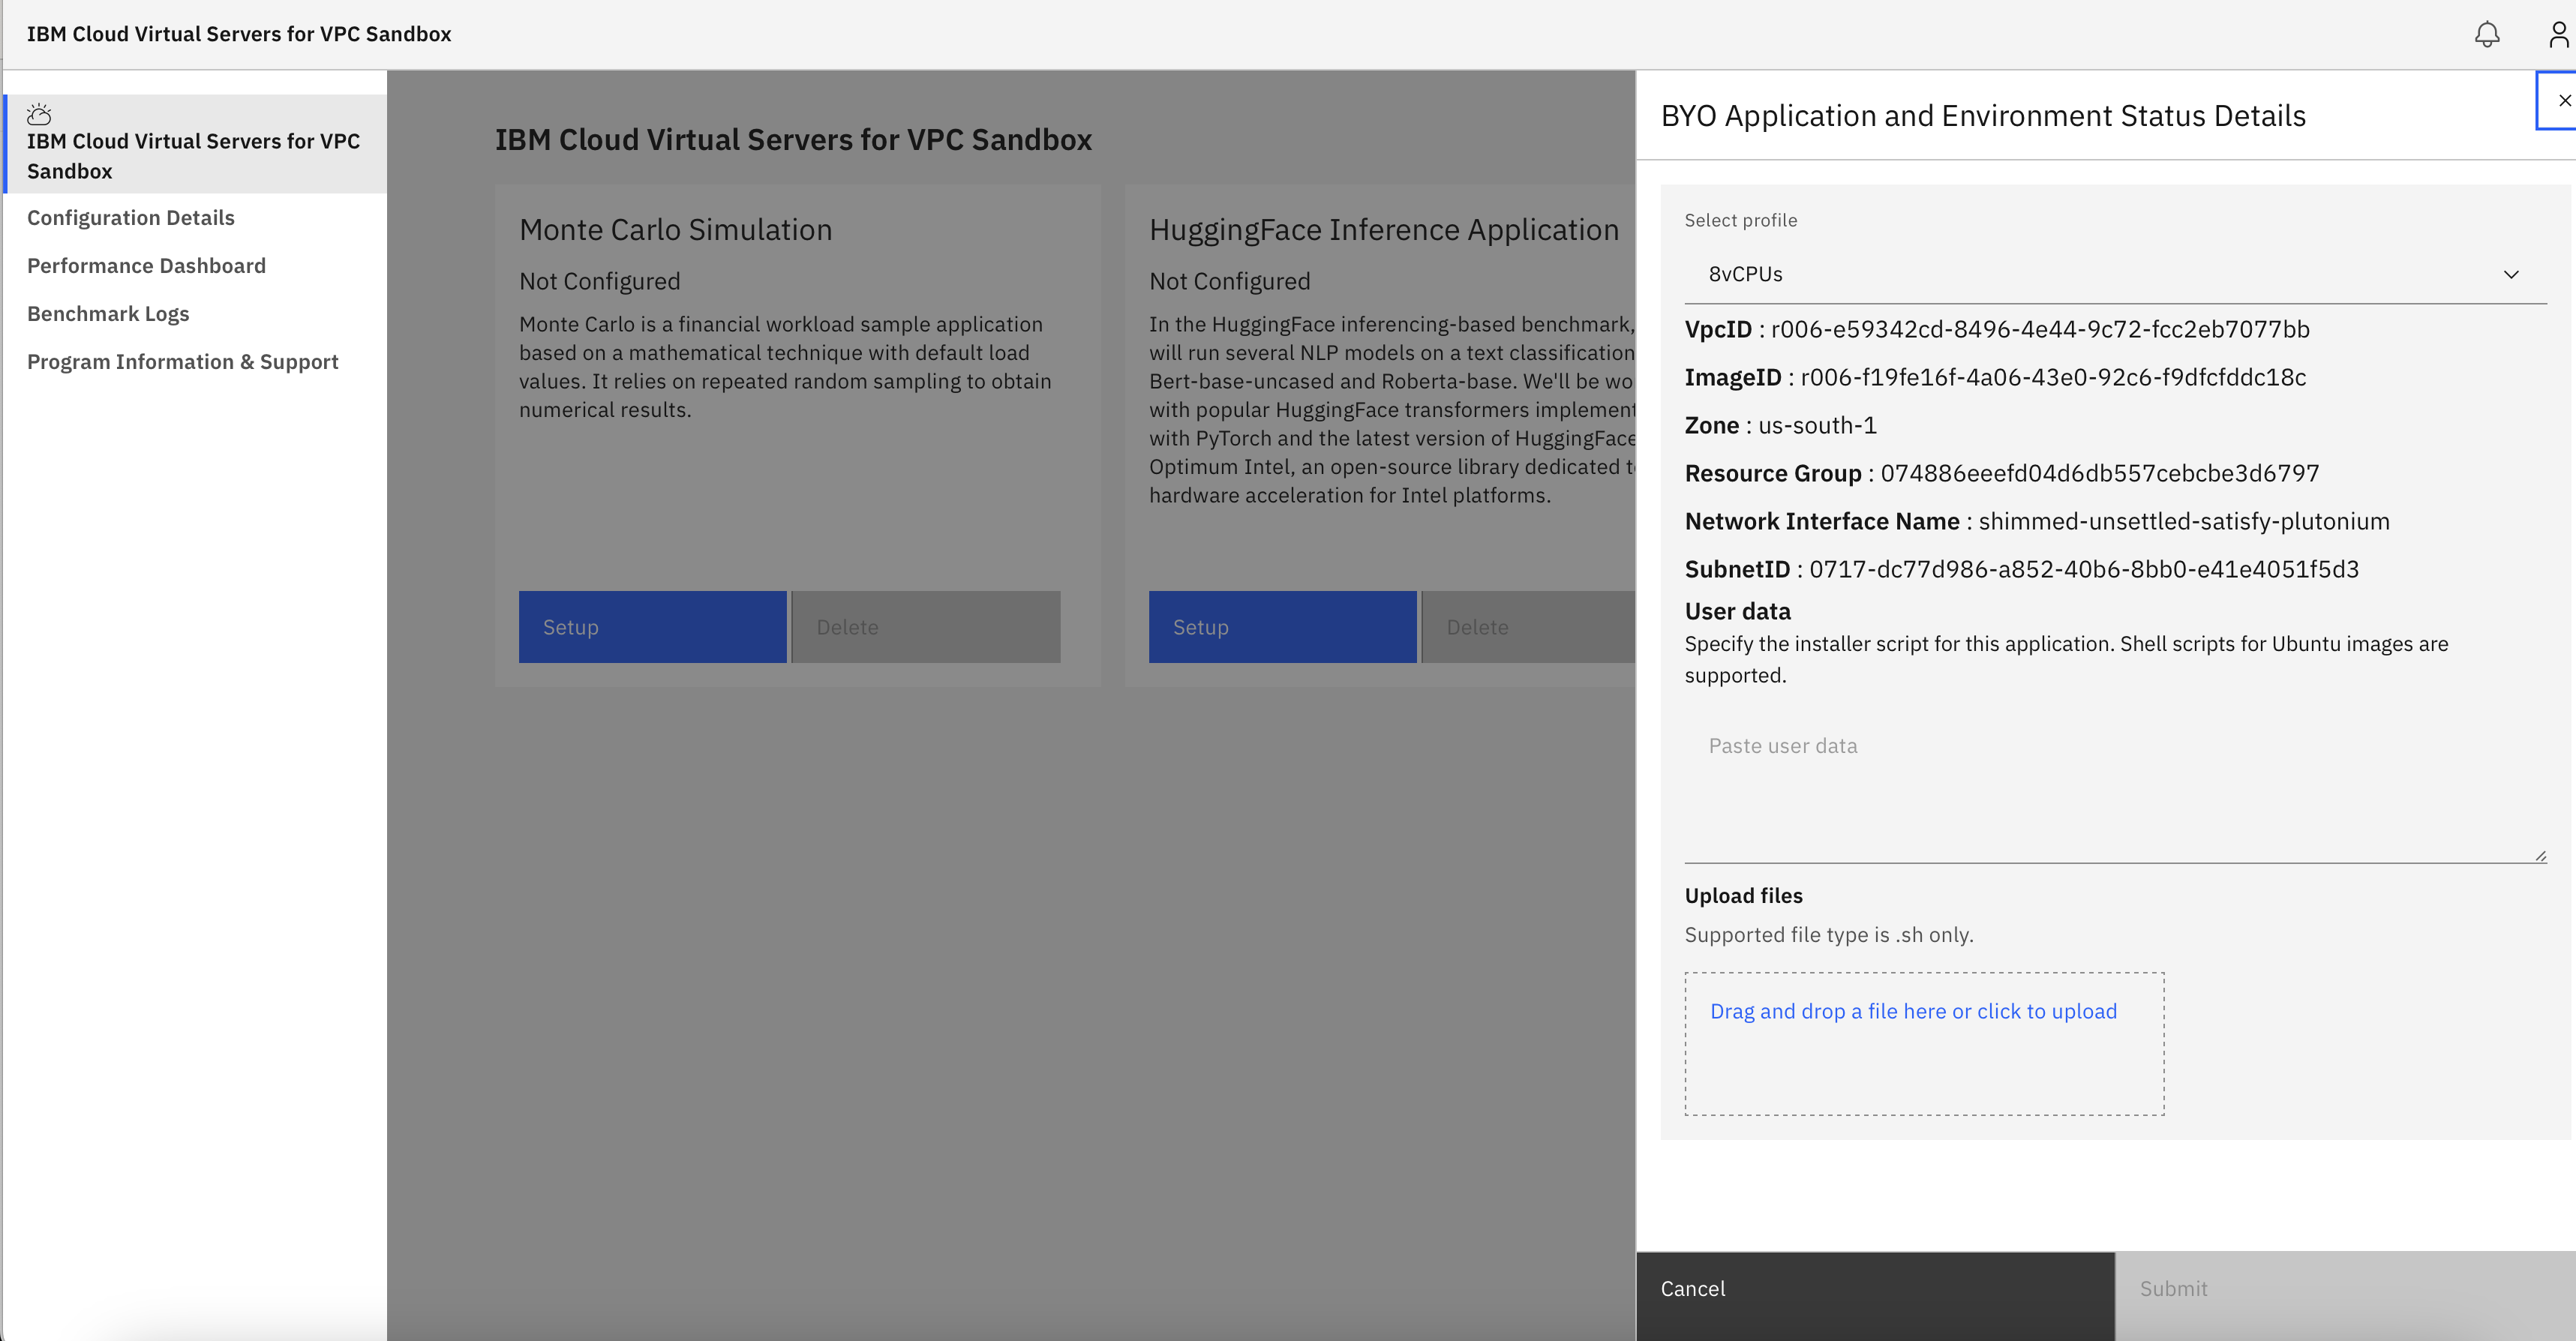 IBM Cloud Virtual Servers for VPC Sandbox
IBM Cloud Virtual Servers for VPC
Sandbox
Configuration Details
Performance Dashboard
Benchmark Logs
Program Information & Support
IBM Cloud Virtual Servers for VPC Sandbox
Monte Carlo Simulation
Not Configured
Monte Carlo is a financial workload sample application
based on a mathematical technique with default load
values. It relies on repeated random sampling to obtain
numerical results.
Setup
Delete
HuggingFace Inference Application
Not Configured
In the HuggingFace inferencing-based benchmark,
will run several NLP models on a text classification
Bert-base-uncased and Roberta-base. We'll be wo
with popular HuggingFace transformers implement
with PyTorch and the latest version of HuggingFace
Optimum Intel, an open-source library dedicated t
hardware acceleration for Intel platforms.
Setup
Delete
BYO Application and Environment Status Details
Select profile
8vCPUs
VpcID : r006-e59342cd-8496-4e44-9c72-fcc2eb7077bb
ImageID : r006-f19fe16f-4a06-43e0-92c6-f9dfcfddc18c
Zone : us-south-1
Resource Group : 074886eeefd04d6db557cebcbe3d6797
Network Interface Name : shimmed-unsettled-satisfy-plutonium
SubnetID : 0717-dc77d986-a852-40b6-8bb0-e41e4051f5d3
User data
Specify the installer script for this application. Shell scripts for Ubuntu images are
supported.
Paste user data
Upload files
Supported file type is .sh only.
Drag and drop a file here or click to upload
Cancel
Submit